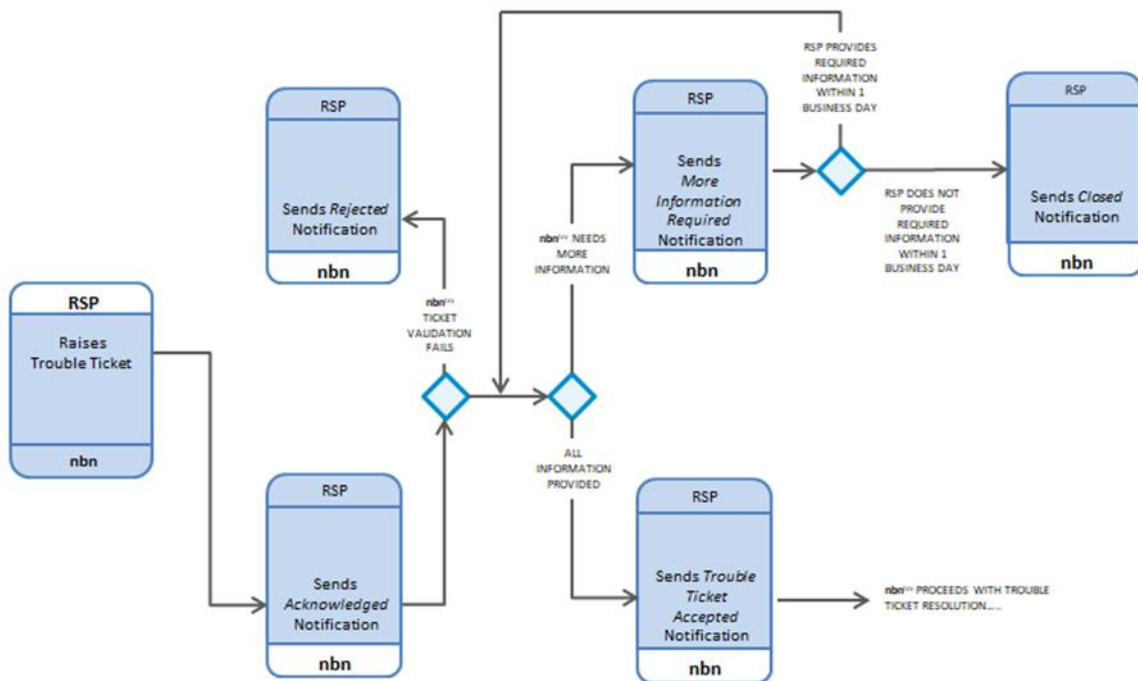 RSP
Raises
Trouble Ticket
nbn
RSP
Sends Rejected
Notification
nbn
RSP
Sends
Acknowledged
Notification
nbn
nbn
TICKET
VALIDATION
FAILS
nbn NEEDS
MORE
INFORMATION
ALL
INFORMATION
PROVIDED
RSP
Sends
More
Information
Required
Notification
nbn
RSP PROVIDES
REQUIRED
INFORMATION
WITHIN 1
BUSINESS DAY
RSP DOES NOT
PROVIDE
REQUIRED
INFORMATION
WITHIN 1
BUSINESS DAY
RSP
Sends Closed
Notification
nbn
RSP
Sends Trouble
Ticket
Accepted
Notification
nbn
nbn PROCEEDS WITH TROUBLE
TICKET RESOLUTION.....